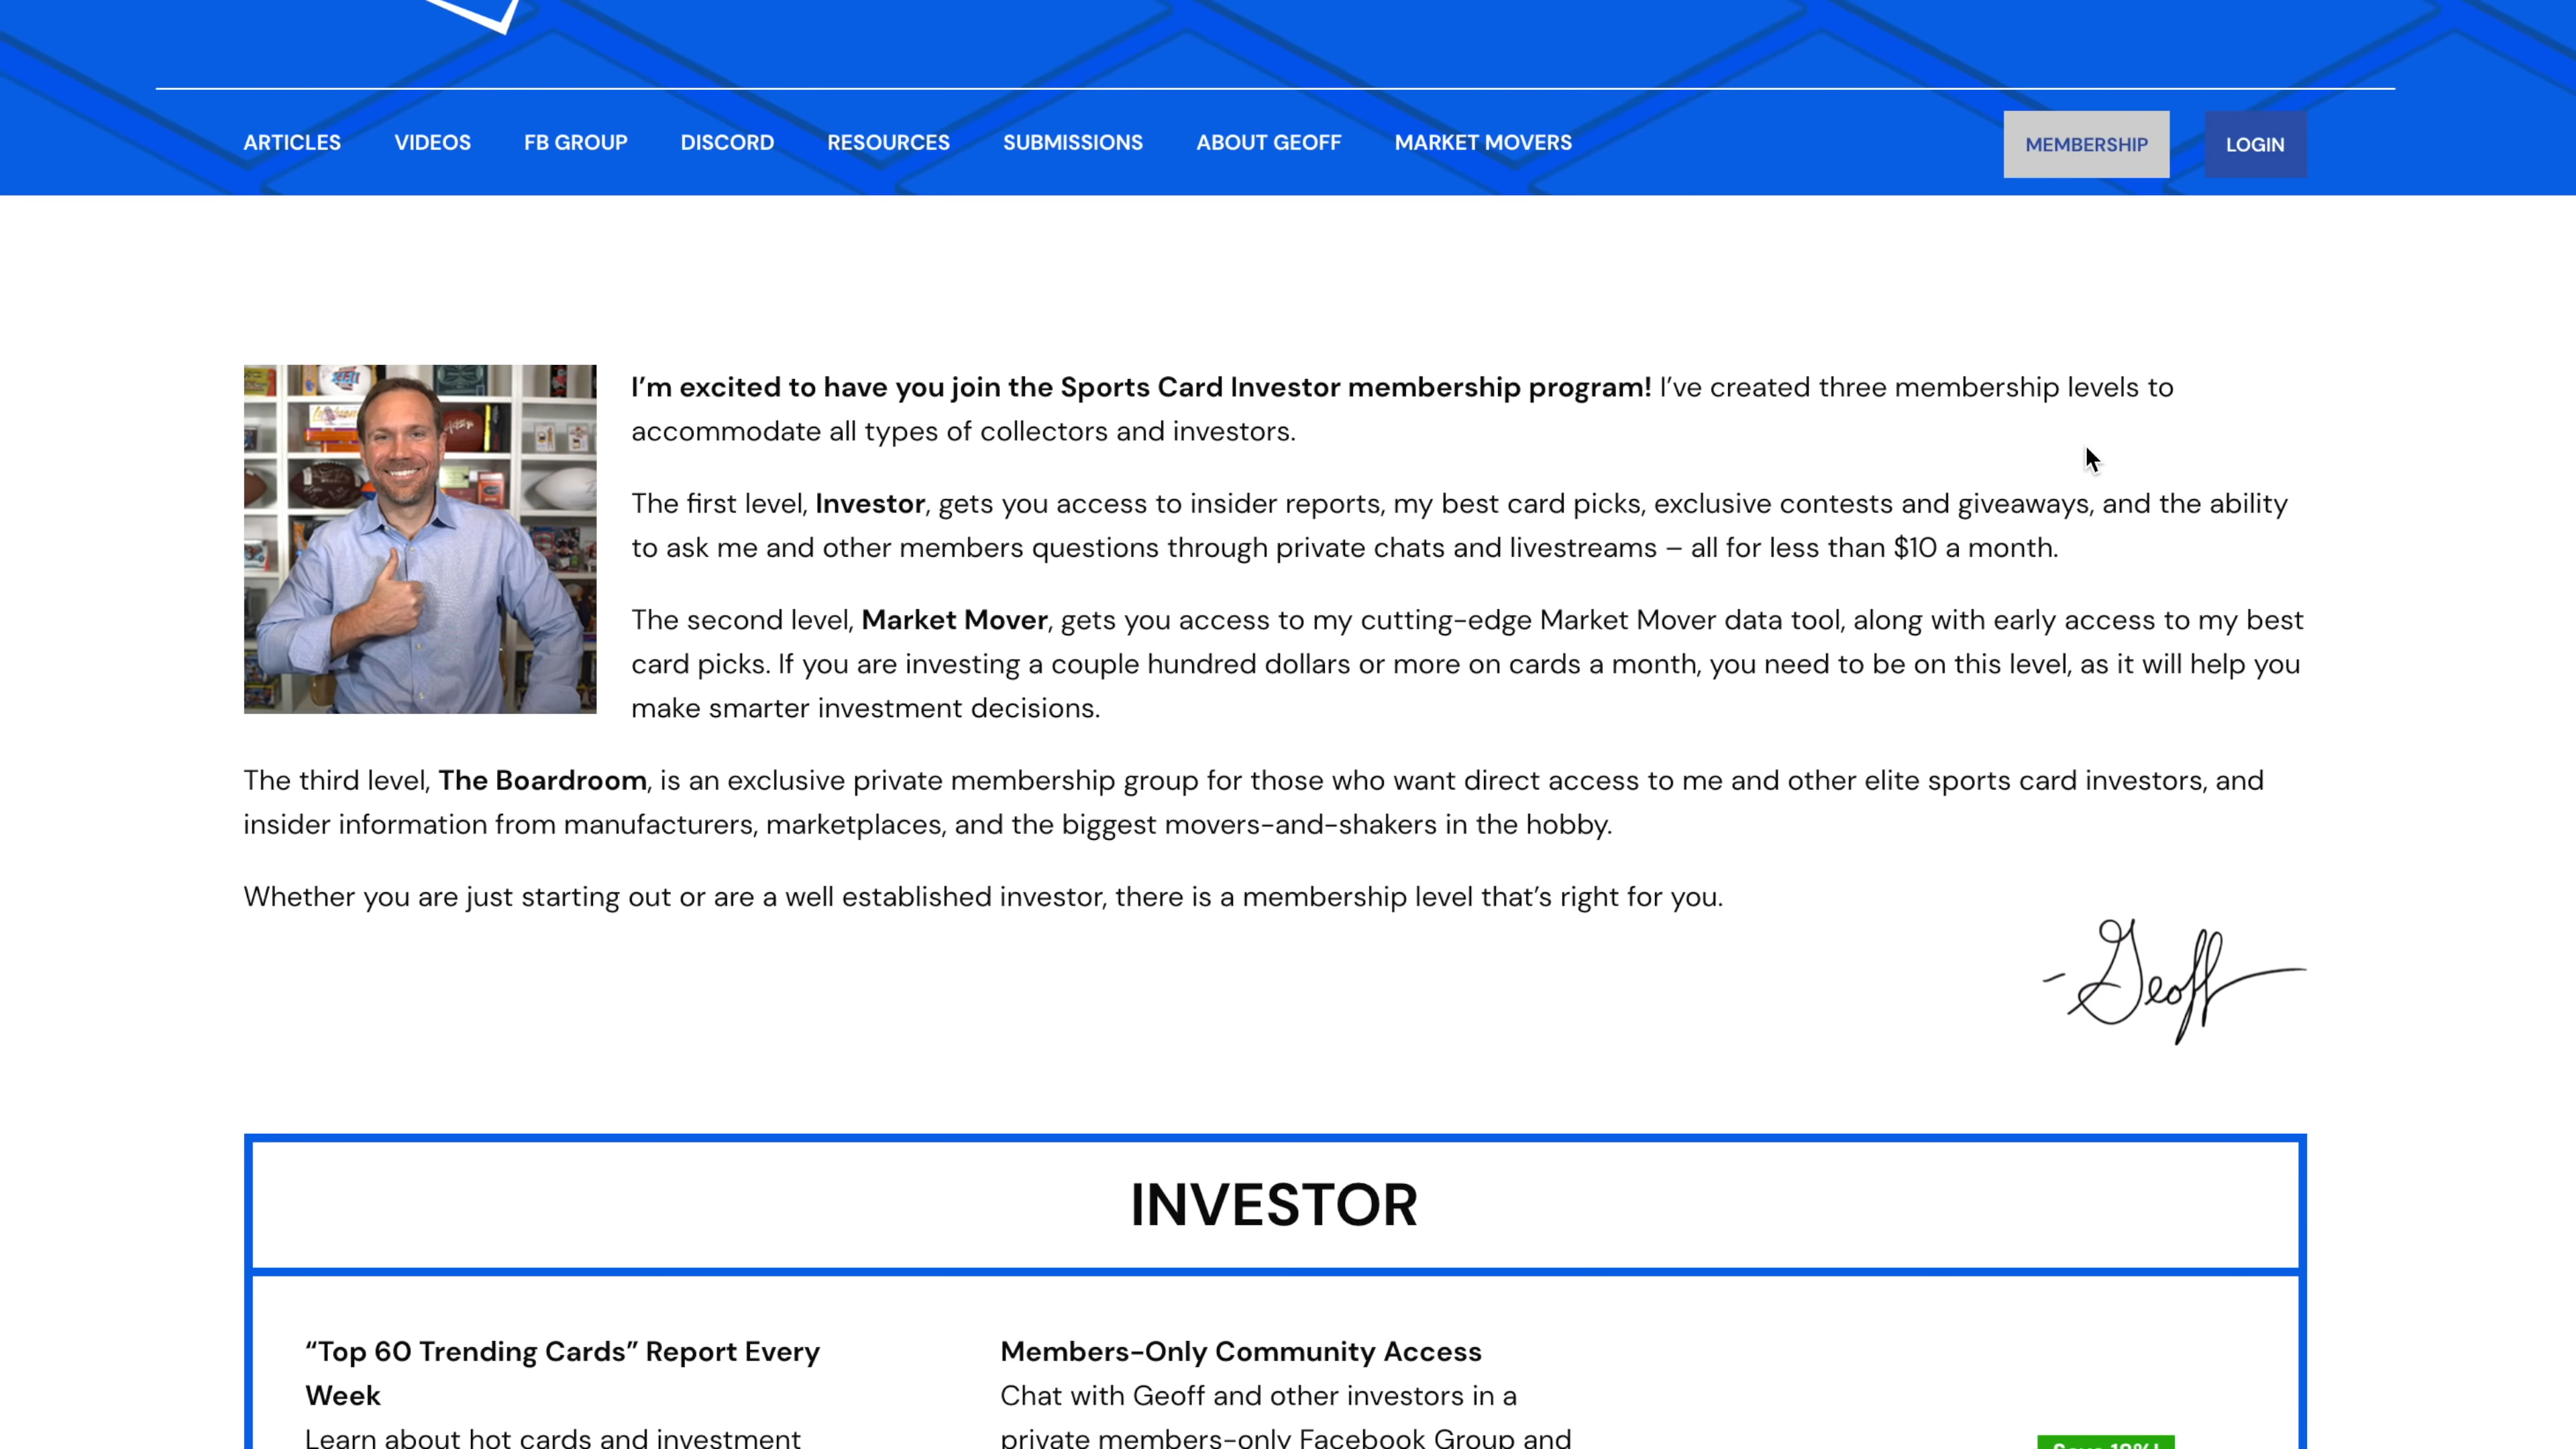 ARTICLES VIDEOS FB GROUP DISCORD RESOURCES SUBMISSIONS ABOUT GEOFF MARKET MOVERS MEMBERSHIP LOGIN
I’m excited to have you join the Sports Card Investor membership program! I’ve created three membership levels to
accommodate all types of collectors and investors.
The first level, Investor, gets you access to insider reports, my best card picks, exclusive contests and giveaways, and the ability
to ask me and other members questions through private chats and livestreams – all for less than $10 a month.
The second level, Market Mover, gets you access to my cutting-edge Market Mover data tool, along with early access to my best
card picks. If you are investing a couple hundred dollars or more on cards a month, you need to be on this level, as it will help you
make smarter investment decisions.
The third level, The Boardroom, is an exclusive private membership group for those who want direct access to me and other elite sports card investors, and
insider information from manufacturers, marketplaces, and the biggest movers-and-shakers in the hobby.
Whether you are just starting out or are a well established investor, there is a membership level that’s right for you.
- Geoff
INVESTOR
“Top 60 Trending Cards” Report Every
Week
Learn about hot cards and investment
Members-Only Community Access
Chat with Geoff and other investors in a
private members-only Facebook Group and